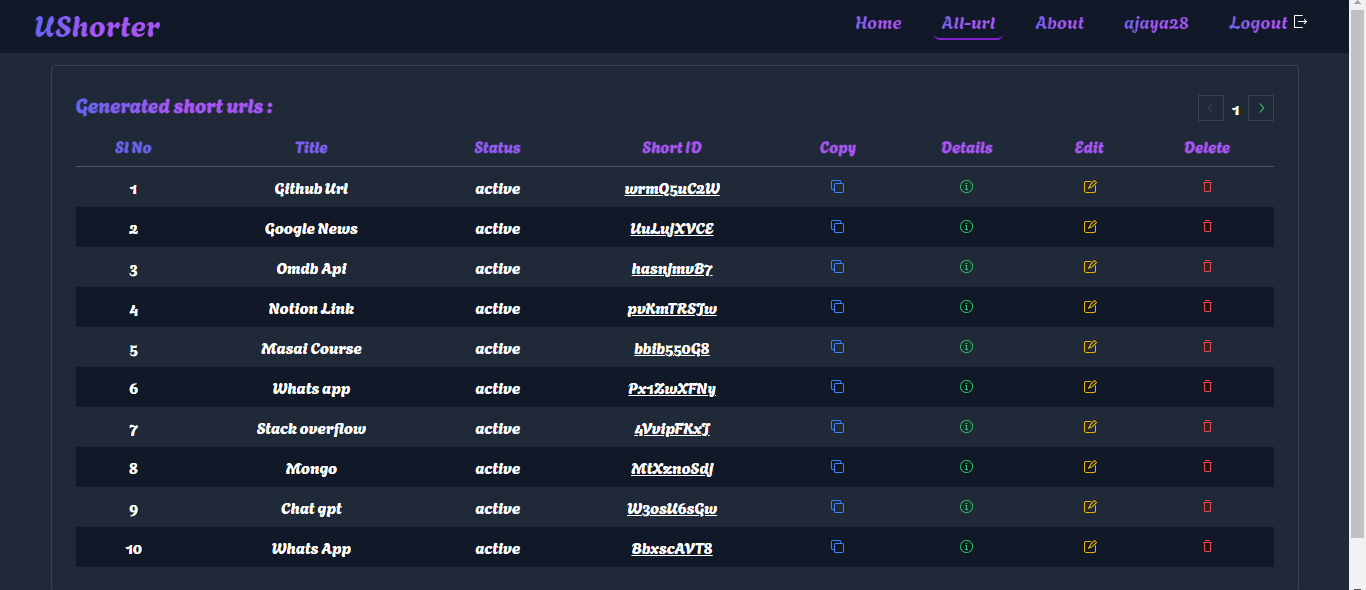 UShorter Home All-url About ajaya28 Logout
Generated short urls : 1
Sl No Title Status Short ID Copy Details Edit Delete
1 Github Url active wrmQ5uC2W
2 Google News active UuLujXVCE
3 Omdb Api active hasnjmvB7
4 Notion Link active pvKmTRSJw
5 Masai Course active bbib550G8
6 Whats app active Px1ZwXFNy
7 Stack overflow active 4VvipFKxJ
8 Mongo active MtXznoSdj
9 Chat gpt active W3osU6sGw
10 Whats App active BbxscAVT8